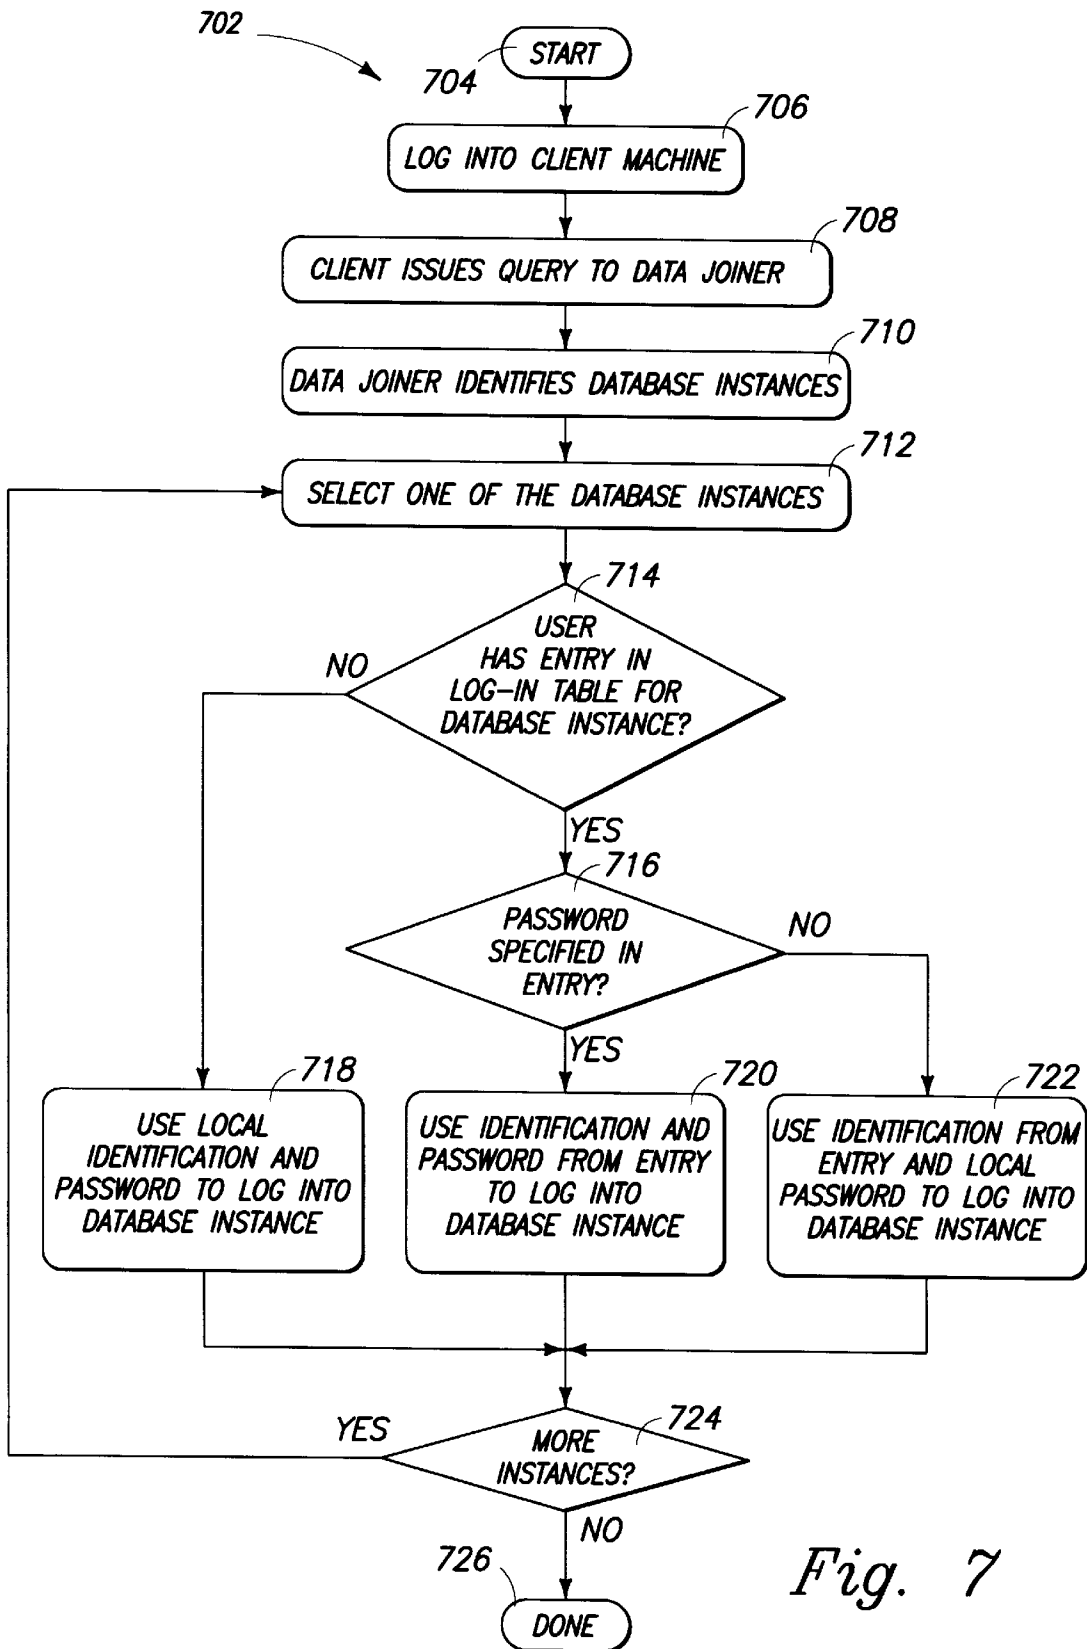 702
START
704
706
LOG INTO CLIENT MACHINE
708
CLIENT ISSUES QUERY TO DATA JOINER
710
DATA JOINER IDENTIFIES DATABASE INSTANCES
712
SELECT ONE OF THE DATABASE INSTANCES
714
USER
HAS ENTRY IN
LOG-IN TABLE FOR
DATABASE INSTANCE?
NO
YES
716
PASSWORD
SPECIFIED IN
ENTRY?
NO
YES
718
USE LOCAL
IDENTIFICATION AND
PASSWORD TO LOG INTO
DATABASE INSTANCE
720
USE IDENTIFICATION AND
PASSWORD FROM ENTRY
TO LOG INTO
DATABASE INSTANCE
722
USE IDENTIFICATION FROM
ENTRY AND LOCAL
PASSWORD TO LOG INTO
DATABASE INSTANCE
724
MORE
INSTANCES?
YES
NO
726
DONE
Fig. 7